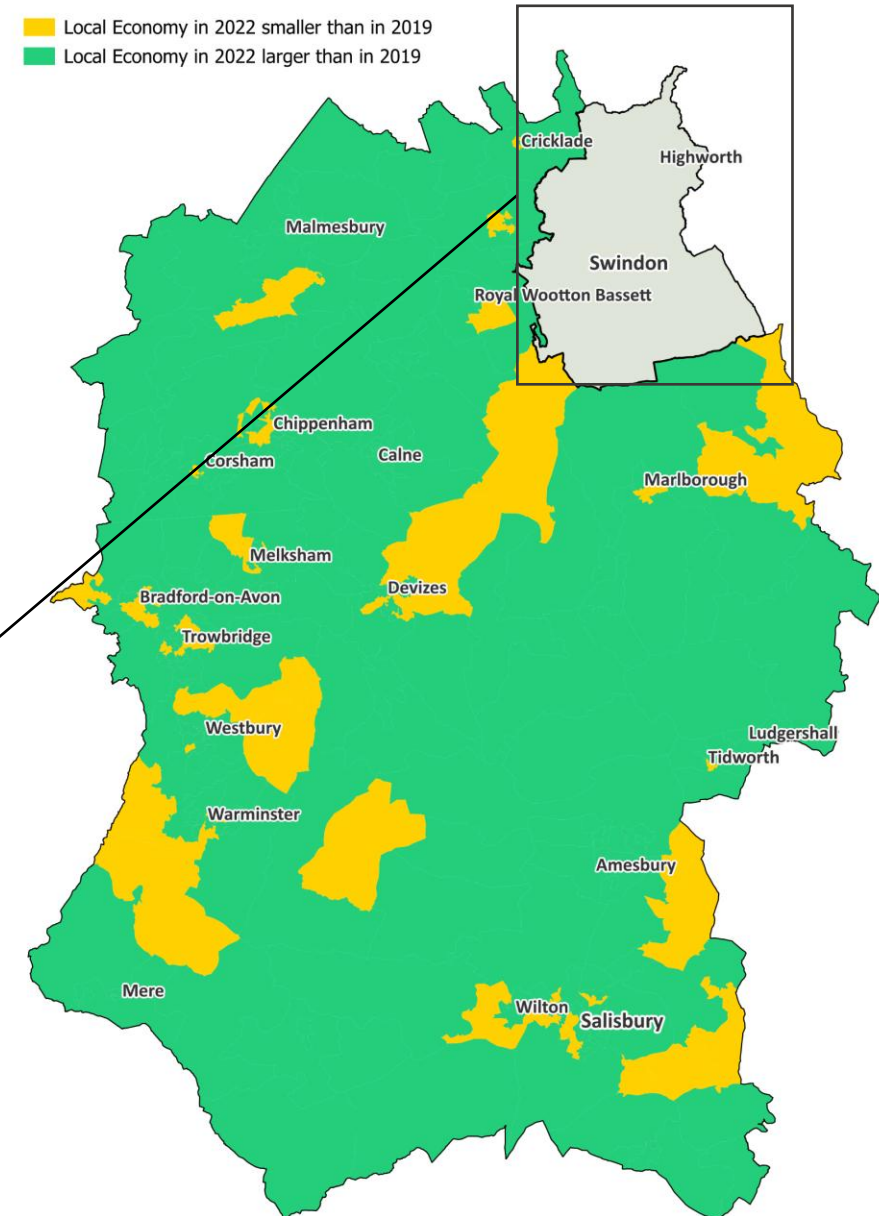 Local Economy in 2022 smaller than in 2019
Local Economy in 2022 larger than in 2019
Cricklade
Highworth
Malmesbury
Swindon
Royal Wootton Bassett
Chippenham
Calne
Corsham
Marlborough
Melksham
Devizes
Bradford-on-Avon
Trowbridge
Westbury
Ludgershall
Tidworth
Warminster
Amesbury
Mere
Wilton
Salisbury